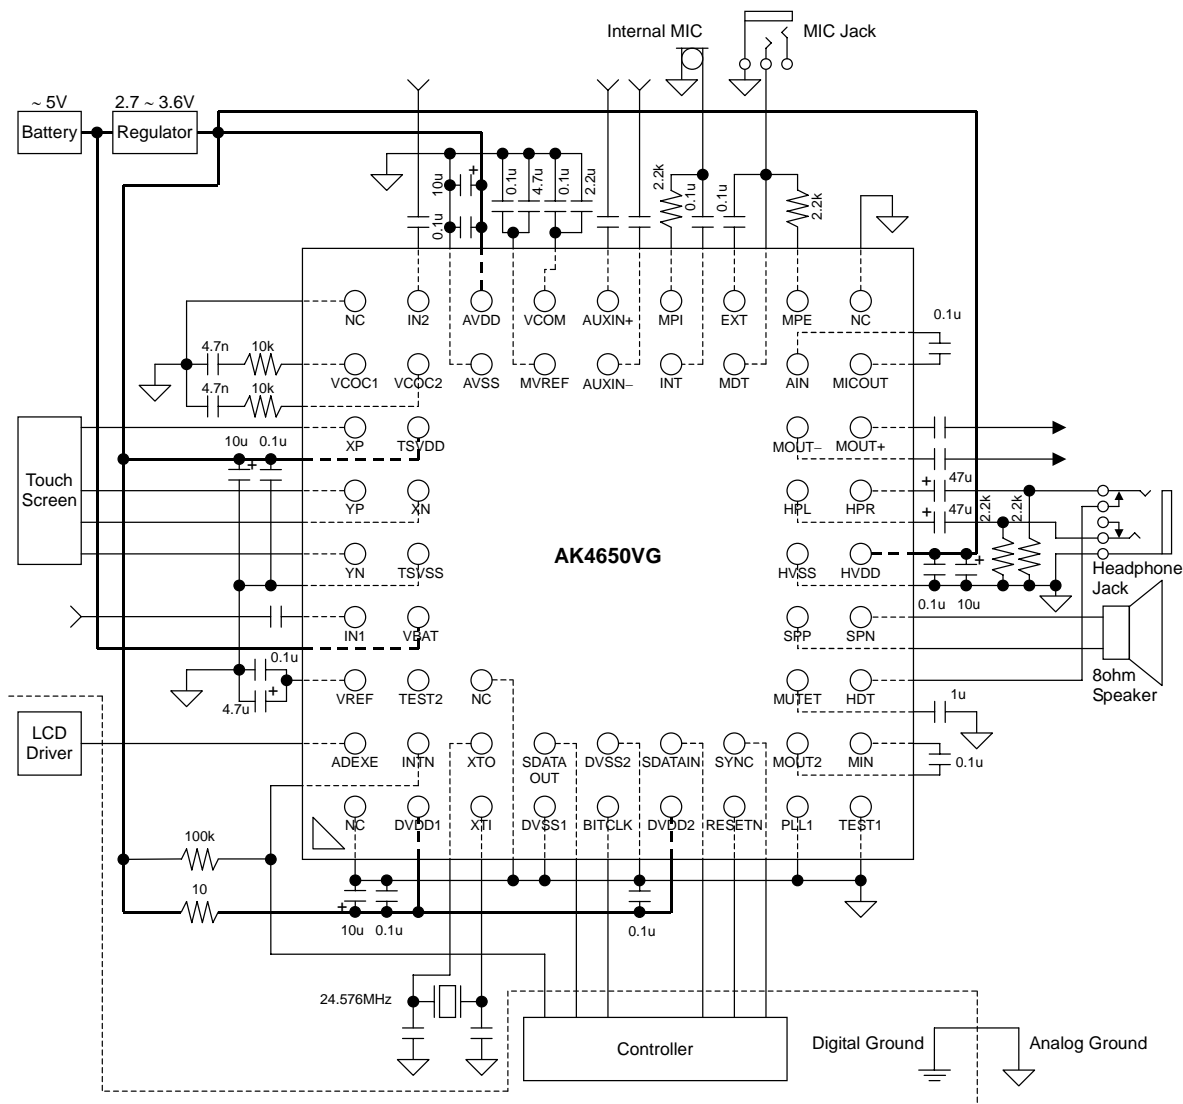 Internal MIC
MIC Jack
~ 5V
2.7 ~ 3.6V
Battery
Regulator
10u
0.1u
0.1u
4.7u
0.1u
2.2u
2.2k
0.1u
0.1u
2.2k
NC
IN2
AVDD
VCOM
AUXIN+
MPI
EXT
MPE
NC
0.1u
4.7n
10k
VCOC1
VCOC2
AVSS
MVREF
AUXIN−
INT
MDT
AIN
MICOUT
4.7n
10k
10u
0.1u
+
XP
TSVDD
MOUT−
MOUT+
Touch
Screen
YP
XN
HPL
HPR
+
47u
+
47u
2.2k
2.2k
AK4650VG
YN
TSVSS
HVSS
HVDD
+
0.1u
10u
Headphone
Jack
IN1
VBAT
SPP
SPN
0.1u
+
4.7u
VREF
TEST2
NC
MUTET
HDT
8ohm
Speaker
1u
LCD
Driver
ADEXE
INTN
XTO
SDATA
OUT
DVSS2
SDATAIN
SYNC
MOUT2
MIN
0.1u
NC
DVDD1
XTI
DVSS1
BITCLK
DVDD2
RESETN
PLL1
TEST1
100k
10
+
10u
0.1u
0.1u
24.576MHz
Controller
Digital Ground
Analog Ground